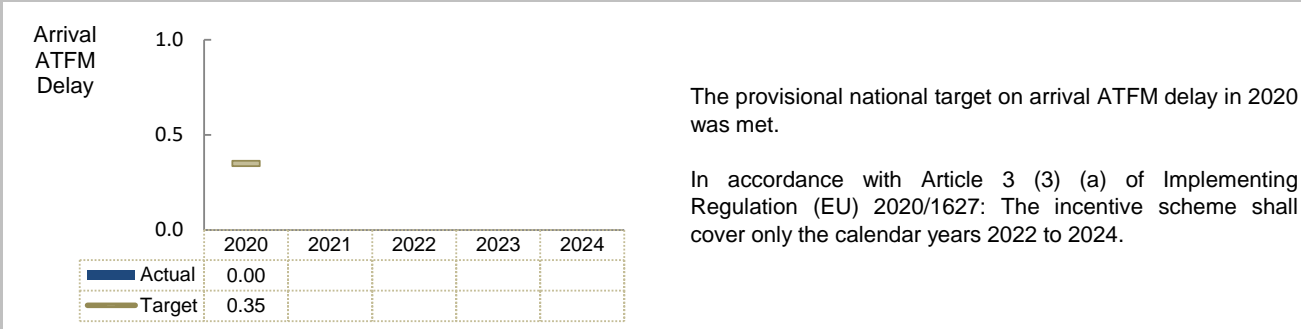 Arrival
ATFM
Delay
1.0
0.5
0.0
2020 2021 2022 2023 2024
Actual 0.00
Target 0.35
The provisional national target on arrival ATFM delay in 2020
was met.
In accordance with Article 3 (3) (a) of Implementing
Regulation (EU) 2020/1627: The incentive scheme shall
cover only the calendar years 2022 to 2024.